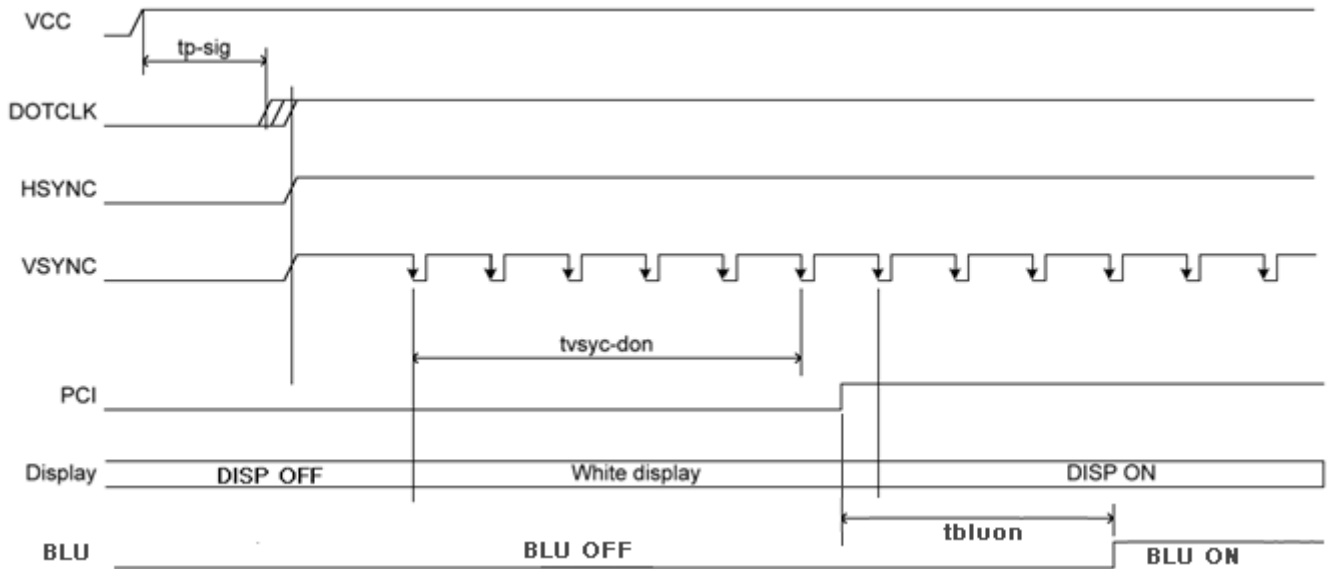 VCC
tp-sig
DOTCLK
HSYNC
VSYNC
tvsyc-don
PCI
Display DISP OFF White display DISP ON
tbluon
BLU BLU OFF BLU ON